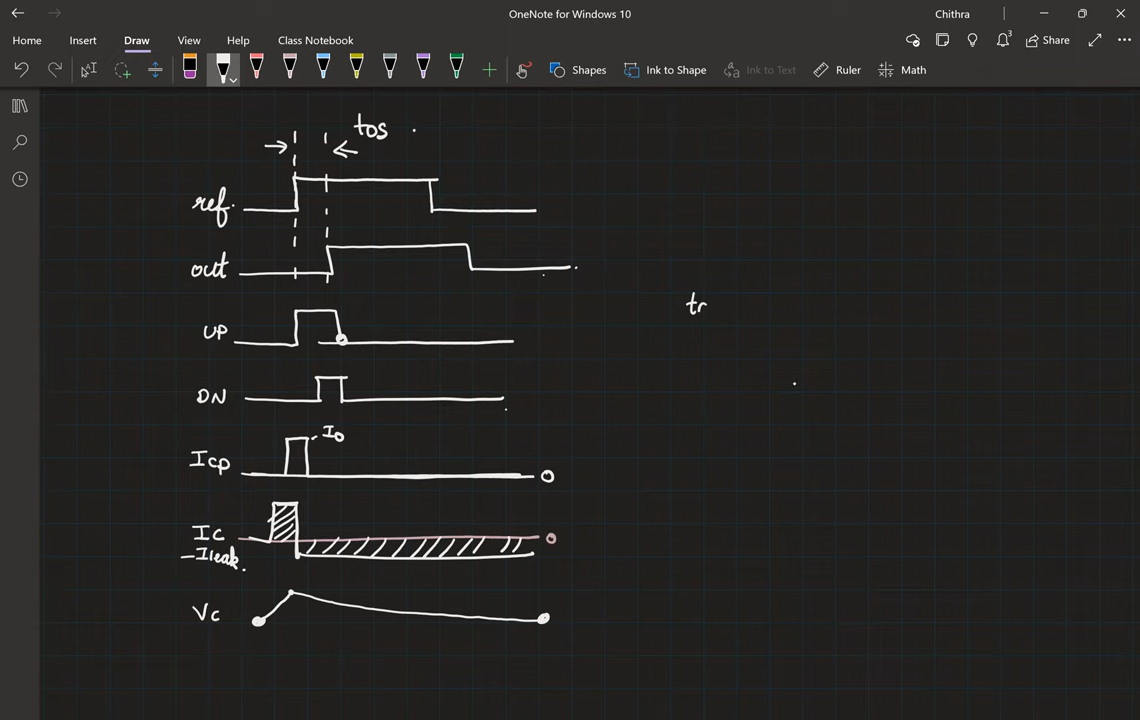 OneNote for Windows 10
Chithra
Home Insert Draw View Help Class Notebook
3 Share
Shapes Ink to Shape Ink to Text Ruler Math
tos
ref
out
UP
DN
Icp Io
Ic
-Ileak
Vc
tr